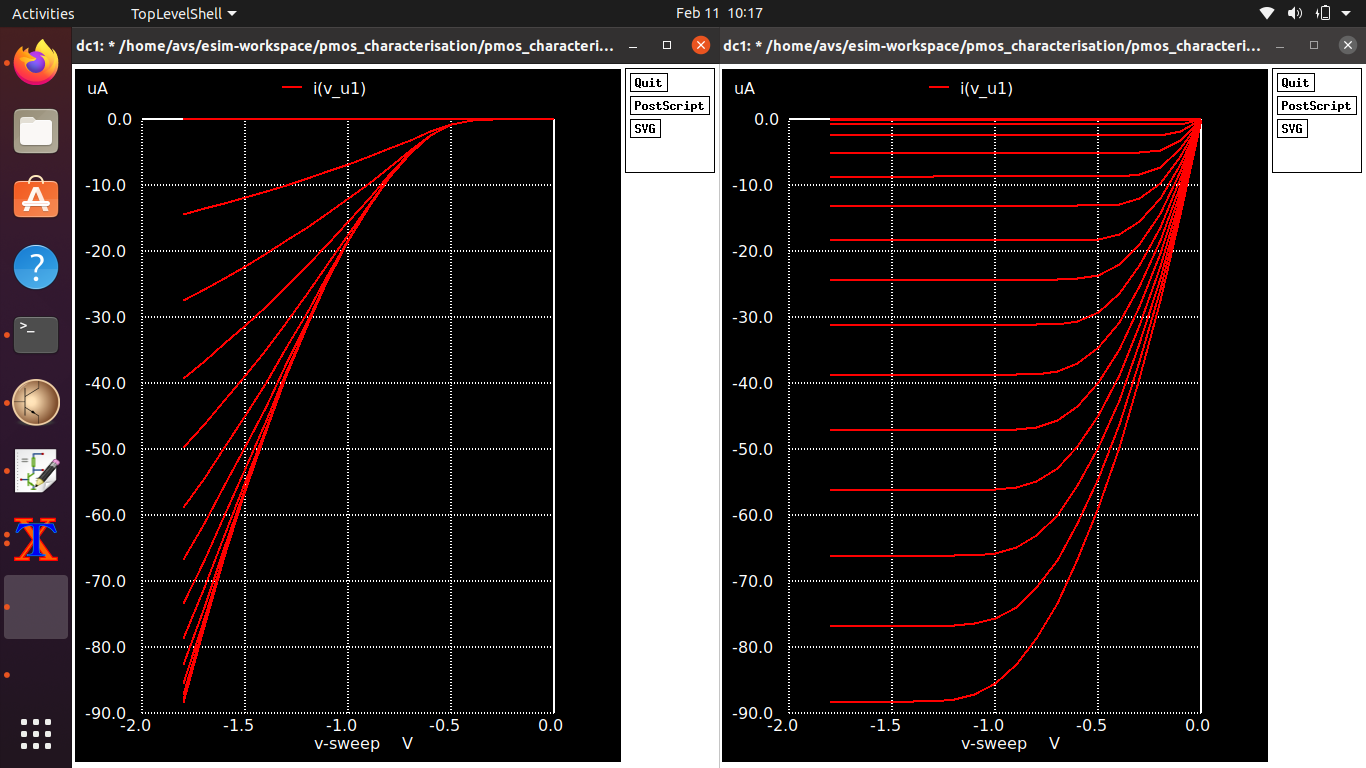 Activities
TopLevelShell
Feb 11 10:17
dc1: * /home/avs/esim-workspace/pmos_characterisation/pmos_characteri...
uA
i(v_u1)
0.0
-10.0
-20.0
-30.0
-40.0
-50.0
-60.0
-70.0
-80.0
-90.0
-2.0
-1.5
-1.0
-0.5
0.0
v-sweep V
Quit
PostScript
SVG
dc1: * /home/avs/esim-workspace/pmos_characterisation/pmos_characteri...
uA
i(v_u1)
0.0
-10.0
-20.0
-30.0
-40.0
-50.0
-60.0
-70.0
-80.0
-90.0
-2.0
-1.5
-1.0
-0.5
0.0
v-sweep V
Quit
PostScript
SVG